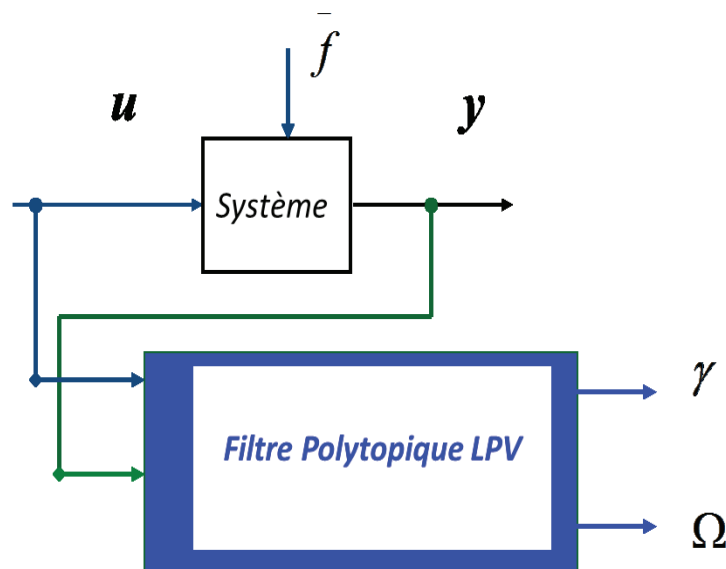 f̄
u
y
Système
γ
Filtre Polytopique LPV
Ω